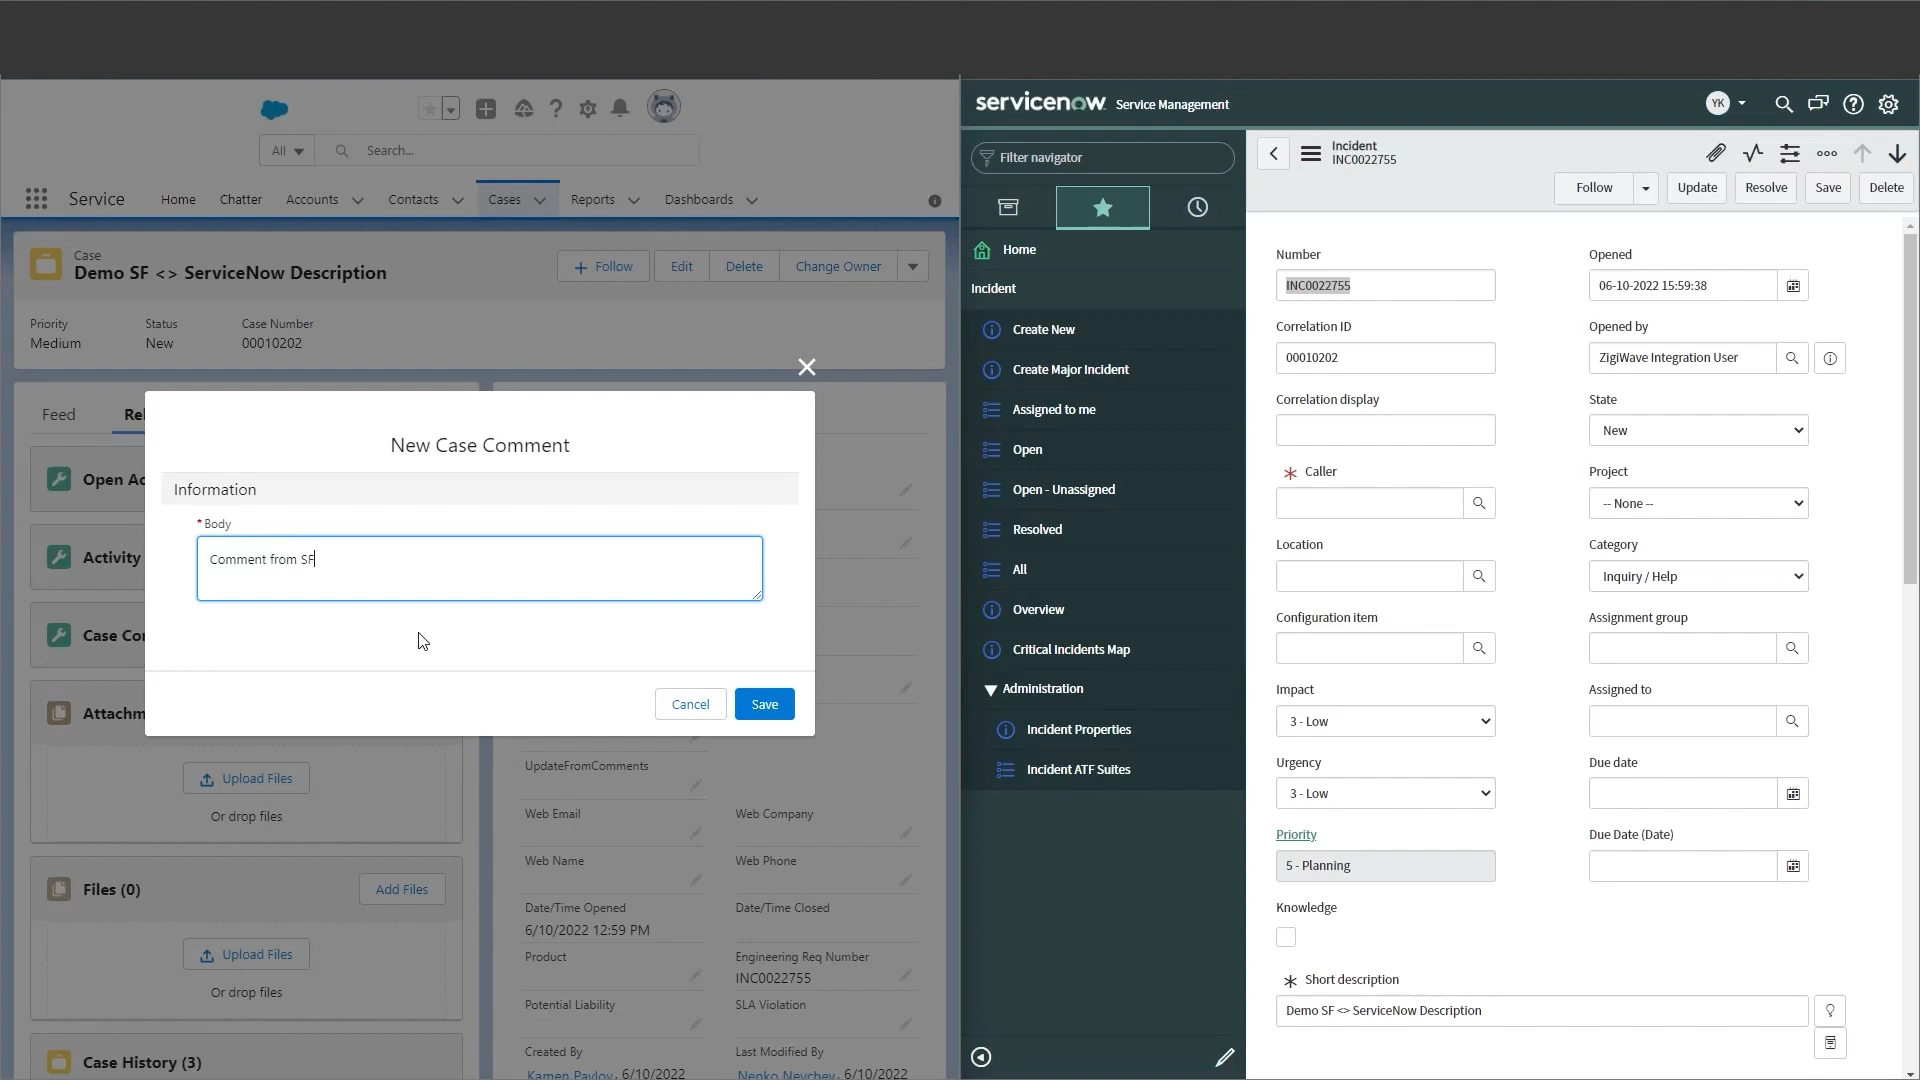 All
Search...
Service
Home
Chatter
Accounts
Contacts
Cases
Reports
Dashboards
Case
Demo SF <> ServiceNow Description
Follow
Edit
Delete
Change Owner
Priority
Medium
Status
New
Case Number
00010202
Feed
Rel
Open Ac
Activity
Case Co
Attachm
Upload Files
Or drop files
Files (0)
Add Files
Upload Files
Or drop files
Case History (3)
New Case Comment
Information
* Body
Comment from SF
Cancel
Save
UpdateFromComments
Web Email
Web Company
Web Name
Web Phone
Date/Time Opened
6/10/2022 12:59 PM
Date/Time Closed
Product
Engineering Req Number
INC0022755
Potential Liability
SLA Violation
Created By
Kamen Pavlov, 6/10/2022
Last Modified By
Nenko Neychev, 6/10/2022
servicenow Service Management
YK
Filter navigator
Home
Incident
Create New
Create Major Incident
Assigned to me
Open
Open - Unassigned
Resolved
All
Overview
Critical Incidents Map
Administration
Incident Properties
Incident ATF Suites
Incident
INC0022755
Follow
Update
Resolve
Save
Delete
Number
INC0022755
Correlation ID
00010202
Correlation display
Caller
Location
Configuration item
Impact
3 - Low
Urgency
3 - Low
Priority
5 - Planning
Knowledge
Opened
06-10-2022 15:59:38
Opened by
ZigiWave Integration User
State
New
Project
-- None --
Category
Inquiry / Help
Assignment group
Assigned to
Due date
Due Date (Date)
Short description
Demo SF <> ServiceNow Description